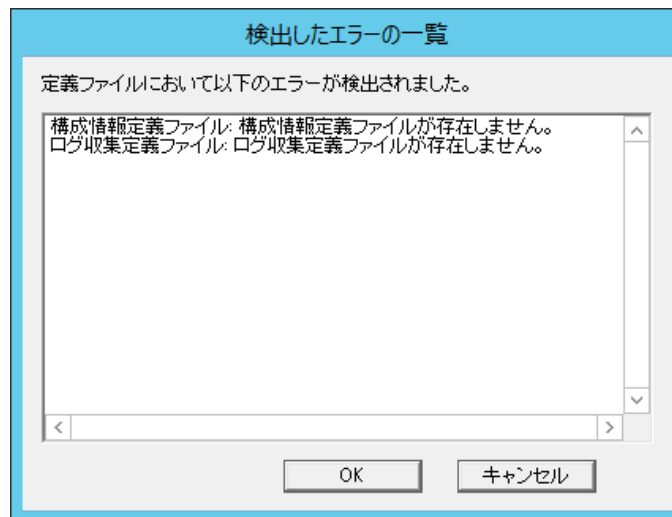 検出したエラーの一覧
定義ファイルにおいて以下のエラーが検出されました。
構成情報定義ファイル: 構成情報定義ファイルが存在しません。
ログ収集定義ファイル: ログ収集定義ファイルが存在しません。
OK キャンセル